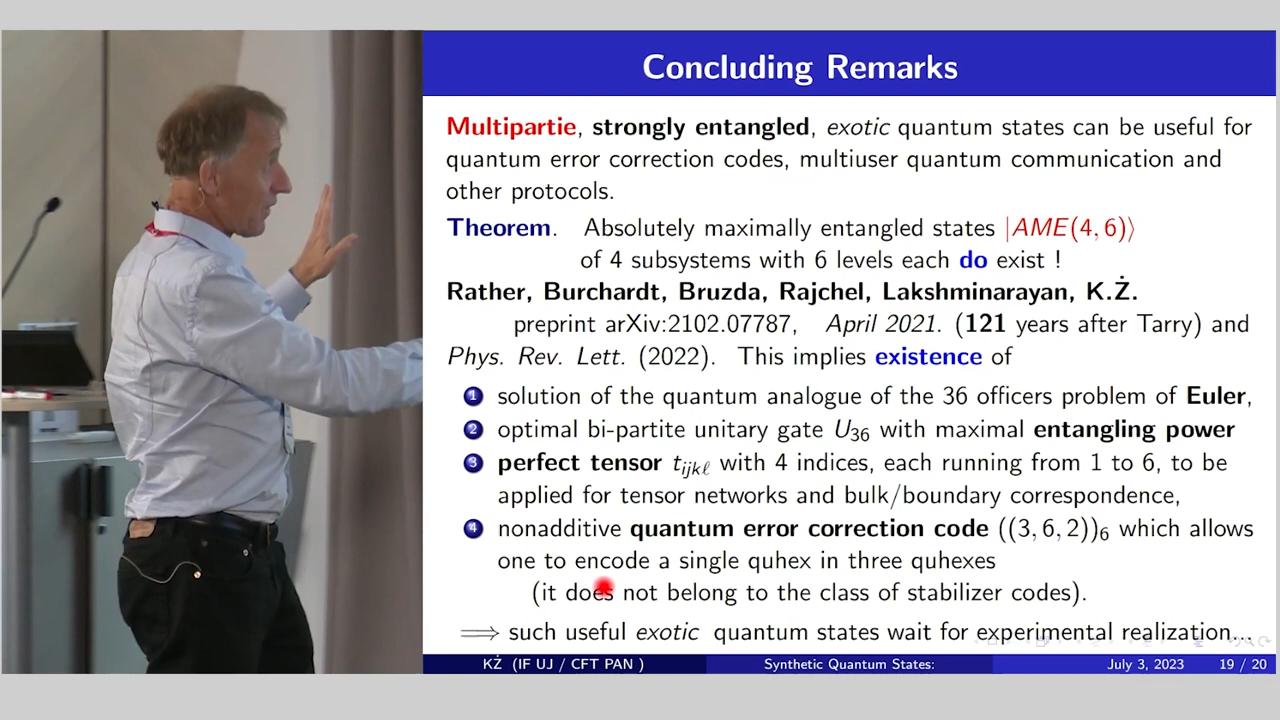 Concluding Remarks
Multipartie, strongly entangled, exotic quantum states can be useful for
quantum error correction codes, multiuser quantum communication and
other protocols.
Theorem. Absolutely maximally entangled states |AME(4, 6)⟩
of 4 subsystems with 6 levels each do exist !
Rather, Burchardt, Bruzda, Rajchel, Lakshminarayan, K.Ż.
preprint arXiv:2102.07787, April 2021. (121 years after Tarry) and
Phys. Rev. Lett. (2022). This implies existence of
1 solution of the quantum analogue of the 36 officers problem of Euler,
2 optimal bi-partite unitary gate U₃₆ with maximal entangling power
3 perfect tensor tᵢⱼₖℓ with 4 indices, each running from 1 to 6, to be
applied for tensor networks and bulk/boundary correspondence,
4 nonadditive quantum error correction code ((3, 6, 2))₆ which allows
one to encode a single quhex in three quhexes
(it does not belong to the class of stabilizer codes).
⟹ such useful exotic quantum states wait for experimental realization...
KŻ (IF UJ / CFT PAN ) Synthetic Quantum States: July 3, 2023 19 / 20